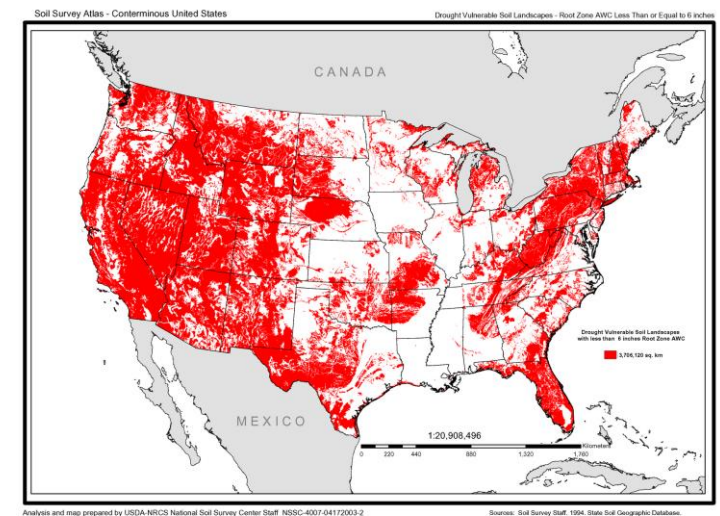 Soil Survey Atlas - Conterminous United States
Drought Vulnerable Soil Landscapes - Root Zone AWC Less Than or Equal to 6 inches
CANADA
Drought Vulnerable Soil Landscapes
with less than 6 inches Root Zone AWC
3,706,120 sq. km
MEXICO
1:20,908,496
Kilometers
0 220 440 880 1,320 1,760
Analysis and map prepared by USDA-NRCS National Soil Survey Center Staff NSSC-4007-04172003-2
Sources: Soil Survey Staff. 1994. State Soil Geographic Database.